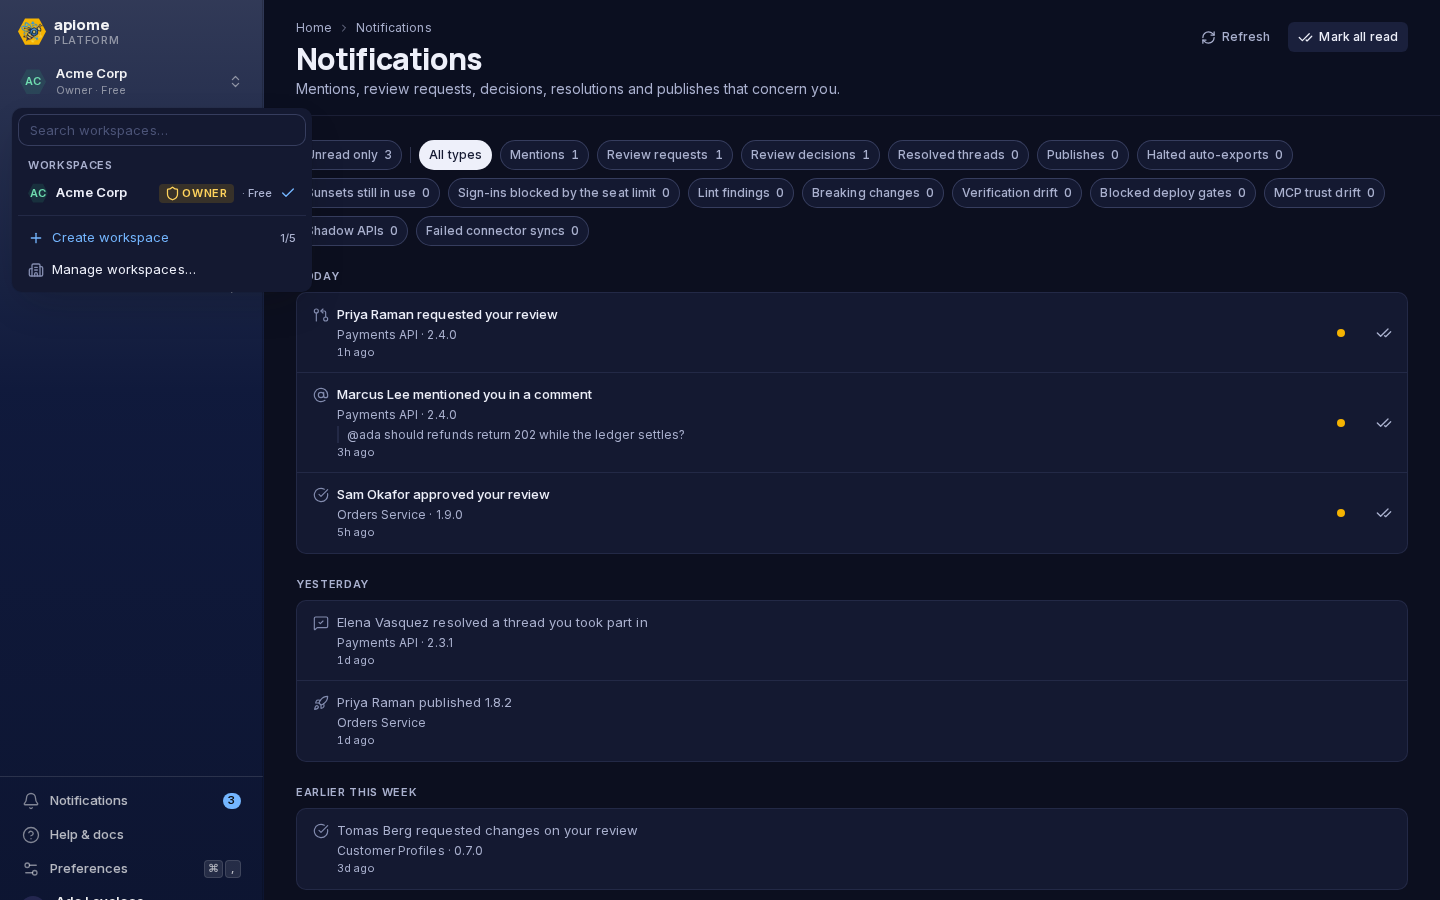 apiome
PLATFORM
AC
Acme Corp
Owner · Free
Search workspaces…
WORKSPACES
AC Acme Corp OWNER · Free
Create workspace 1/5
Manage workspaces…
Notifications 3
Help & docs
Preferences ⌘ ,
Home > Notifications
Notifications
Mentions, review requests, decisions, resolutions and publishes that concern you.
Refresh
Mark all read
Unread only 3 All types Mentions 1 Review requests 1 Review decisions 1 Resolved threads 0 Publishes 0 Halted auto-exports 0
Sunsets still in use 0 Sign-ins blocked by the seat limit 0 Lint findings 0 Breaking changes 0 Verification drift 0 Blocked deploy gates 0 MCP trust drift 0
Shadow APIs 0 Failed connector syncs 0
TODAY
Priya Raman requested your review
Payments API · 2.4.0
1h ago
Marcus Lee mentioned you in a comment
Payments API · 2.4.0
@ada should refunds return 202 while the ledger settles?
3h ago
Sam Okafor approved your review
Orders Service · 1.9.0
5h ago
YESTERDAY
Elena Vasquez resolved a thread you took part in
Payments API · 2.3.1
1d ago
Priya Raman published 1.8.2
Orders Service
1d ago
EARLIER THIS WEEK
Tomas Berg requested changes on your review
Customer Profiles · 0.7.0
3d ago